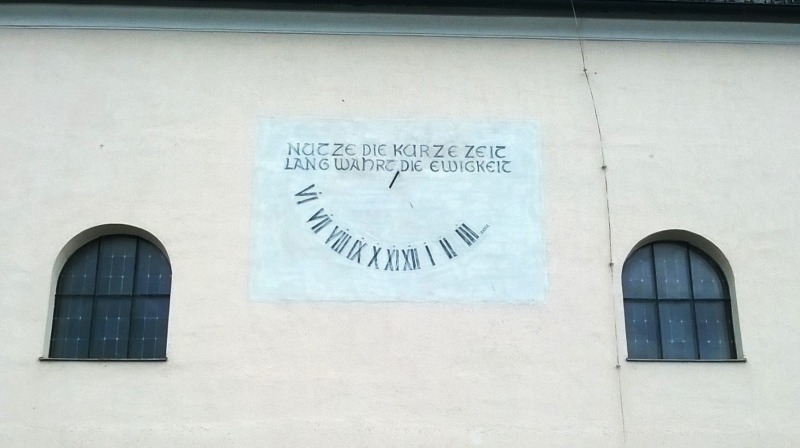 NUTZE DIE KURZE ZEIT
LANG WÄHRT DIE EWIGKEIT
VI VII VIII IX X XI XII I II III